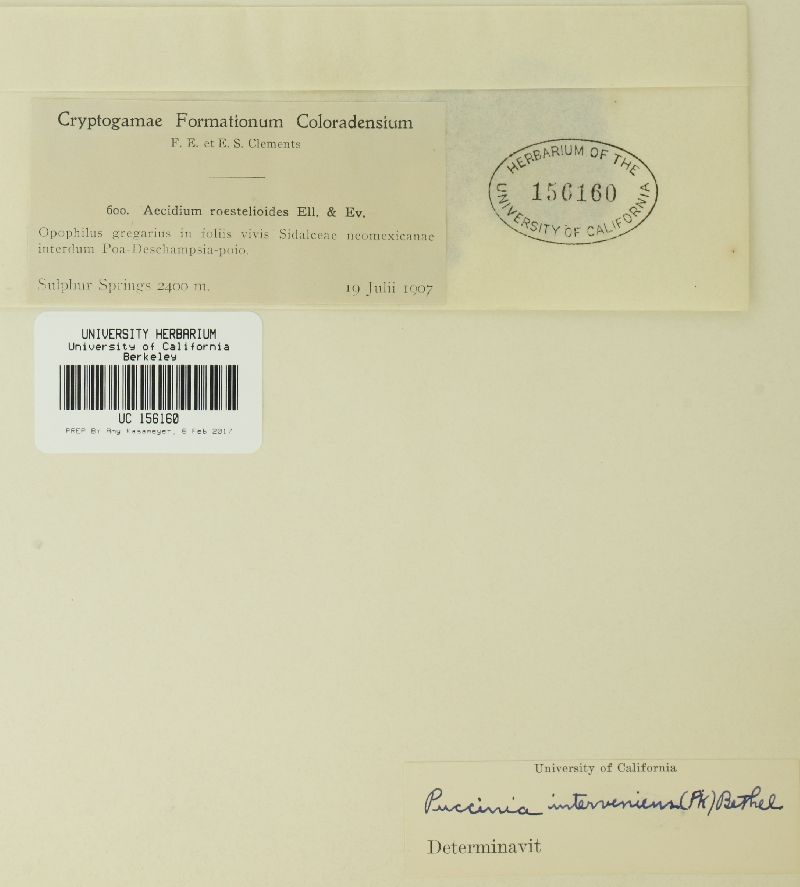 Cryptogamae Formationum Coloradensium
F. E. et E. S. Clements
600. Aecidium roestelioides Ell. & Ev.
Opophilus gregarius in foliis vivis Sidalceae neomexicanae
interdum Poa-Deschampsia-poio.
Sulphur Springs 2400 m. 19 Julii 1907
HERBARIUM OF THE
156160
UNIVERSITY OF CALIFORNIA
UNIVERSITY HERBARIUM
University of California
Berkeley
UC 156160
PREP BY Amy Kasameyer, 6 Feb 2017
University of California
Puccinia interveniens (Pk) Bethel
Determinavit